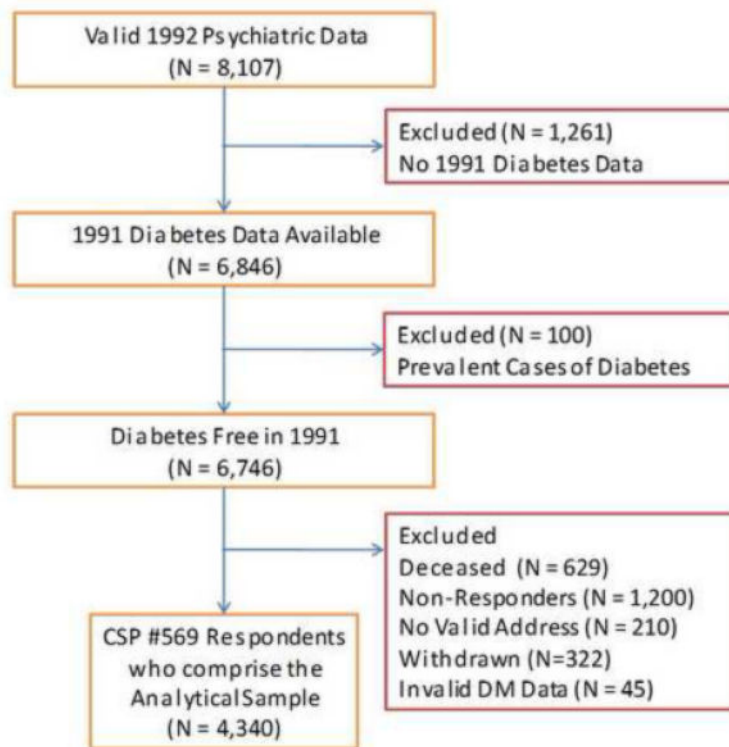 Valid 1992 Psychiatric Data
(N = 8,107)
Excluded (N = 1,261)
No 1991 Diabetes Data
1991 Diabetes Data Available
(N = 6,846)
Excluded (N = 100)
Prevalent Cases of Diabetes
Diabetes Free in 1991
(N = 6,746)
Excluded
Deceased (N = 629)
Non-Responders (N = 1,200)
No Valid Address (N = 210)
Withdrawn (N=322)
Invalid DM Data (N = 45)
CSP #569 Respondents
who comprise the
Analytical Sample
(N = 4,340)